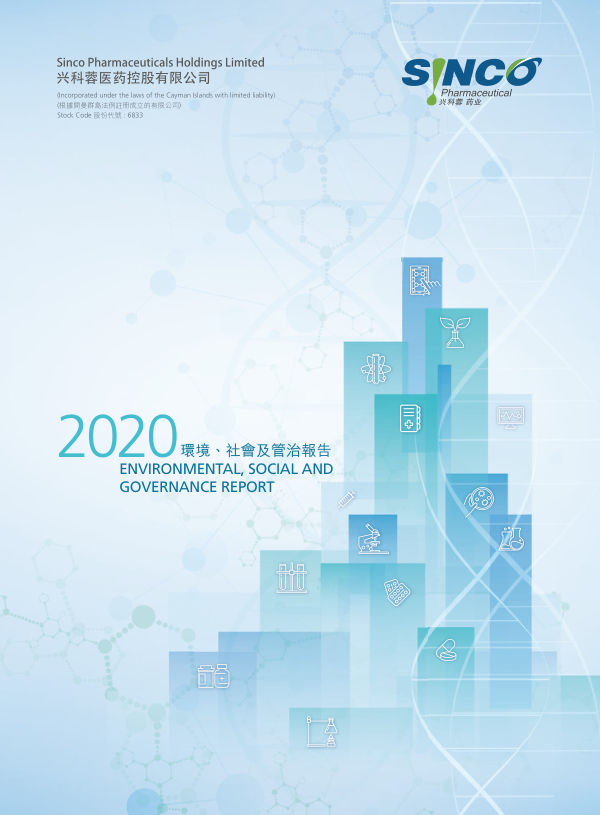 Sinco Pharmaceuticals Holdings Limited
兴科蓉医药控股有限公司
(Incorporated under the laws of the Cayman Islands with limited liability)
(根據開曼群島法例註冊成立的有限公司)
Stock Code 股份代號 : 6833
SINCO
Pharmaceutical
兴科蓉 药业
2020 環境、社會及管治報告
ENVIRONMENTAL, SOCIAL AND
GOVERNANCE REPORT